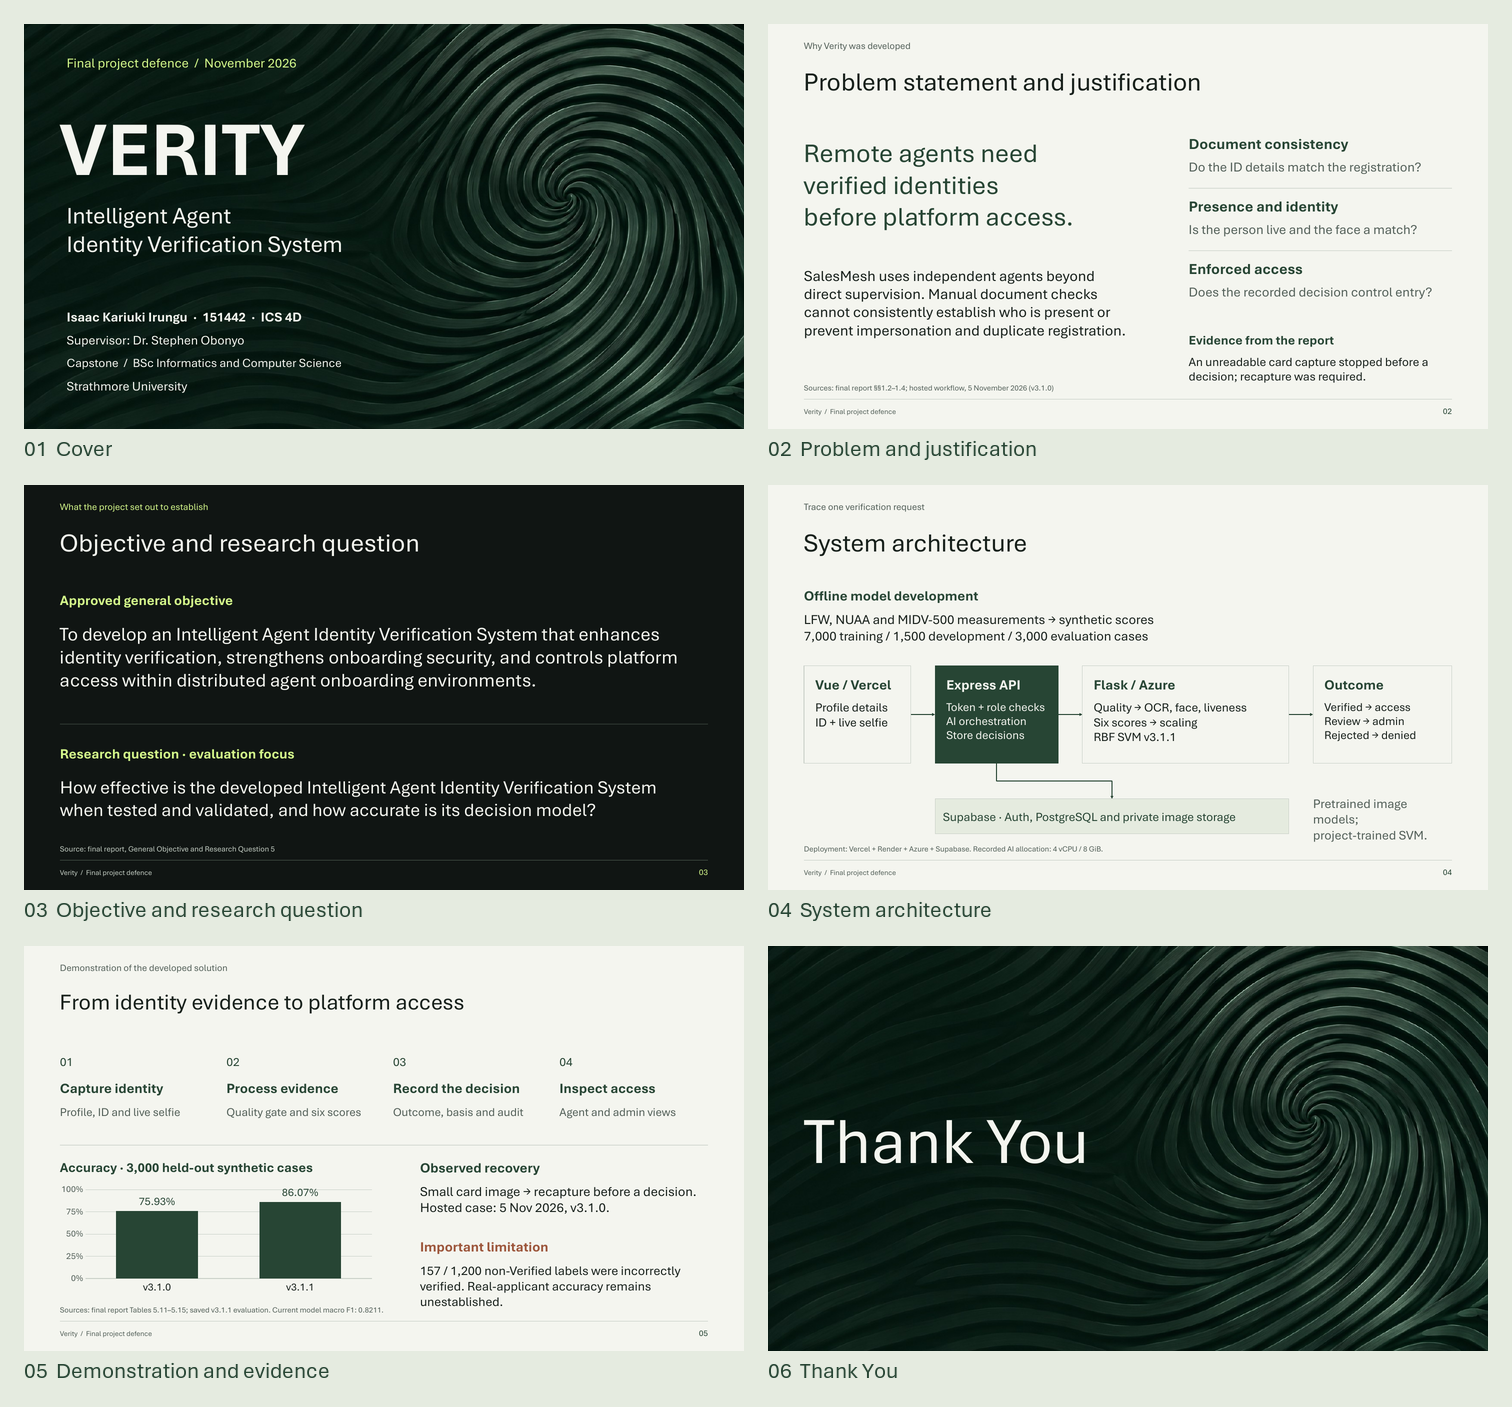 Final project defence / November 2026
VERITY
Intelligent Agent
Identity Verification System
Isaac Kariuki Irungu · 151442 · ICS 4D
Supervisor: Dr. Stephen Obonyo
Capstone / BSc Informatics and Computer Science
Strathmore University
01 Cover
Why Verity was developed
Problem statement and justification
Remote agents need
verified identities
before platform access.
SalesMesh uses independent agents beyond
direct supervision. Manual document checks
cannot consistently establish who is present or
prevent impersonation and duplicate registration.
Document consistency
Do the ID details match the registration?
Presence and identity
Is the person live and the face a match?
Enforced access
Does the recorded decision control entry?
Evidence from the report
An unreadable card capture stopped before a
decision; recapture was required.
Sources: final report §§1.2–1.4; hosted workflow, 5 November 2026 (v3.1.0)
Verity / Final project defence
02
02 Problem and justification
What the project set out to establish
Objective and research question
Approved general objective
To develop an Intelligent Agent Identity Verification System that enhances
identity verification, strengthens onboarding security, and controls platform
access within distributed agent onboarding environments.
Research question · evaluation focus
How effective is the developed Intelligent Agent Identity Verification System
when tested and validated, and how accurate is its decision model?
Source: final report, General Objective and Research Question 5
Verity / Final project defence
03
03 Objective and research question
Trace one verification request
System architecture
Offline model development
LFW, NUAA and MIDV-500 measurements → synthetic scores
7,000 training / 1,500 development / 3,000 evaluation cases
Vue / Vercel
Profile details
ID + live selfie
Express API
Token + role checks
AI orchestration
Store decisions
Flask / Azure
Quality → OCR, face, liveness
Six scores → scaling
RBF SVM v3.1.1
Outcome
Verified → access
Review → admin
Rejected → denied
Supabase · Auth, PostgreSQL and private image storage
Pretrained image
models;
project-trained SVM.
Deployment: Vercel + Render + Azure + Supabase. Recorded AI allocation: 4 vCPU / 8 GiB.
Verity / Final project defence
04
04 System architecture
Demonstration of the developed solution
From identity evidence to platform access
01
Capture identity
Profile, ID and live selfie
02
Process evidence
Quality gate and six scores
03
Record the decision
Outcome, basis and audit
04
Inspect access
Agent and admin views
Accuracy · 3,000 held-out synthetic cases
100%
75%
50%
25%
0%
75.93%
86.07%
v3.1.0
v3.1.1
Observed recovery
Small card image → recapture before a decision.
Hosted case: 5 Nov 2026, v3.1.0.
Important limitation
157 / 1,200 non-Verified labels were incorrectly
verified. Real-applicant accuracy remains
unestablished.
Sources: final report Tables 5.11–5.15; saved v3.1.1 evaluation. Current model macro F1: 0.8211.
Verity / Final project defence
05
05 Demonstration and evidence
Thank You
06 Thank You